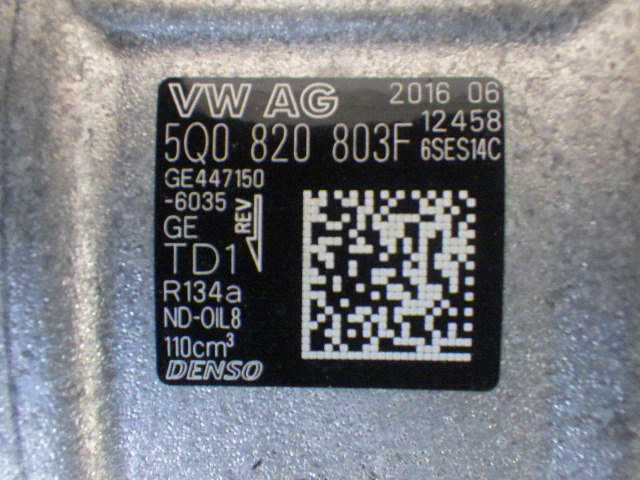 VW AG 2016 06
12458
5Q0 820 803F 6SES14C
GE447150
-6035
GE REV
TD1
R134a
ND-OIL8
110cm³
DENSO